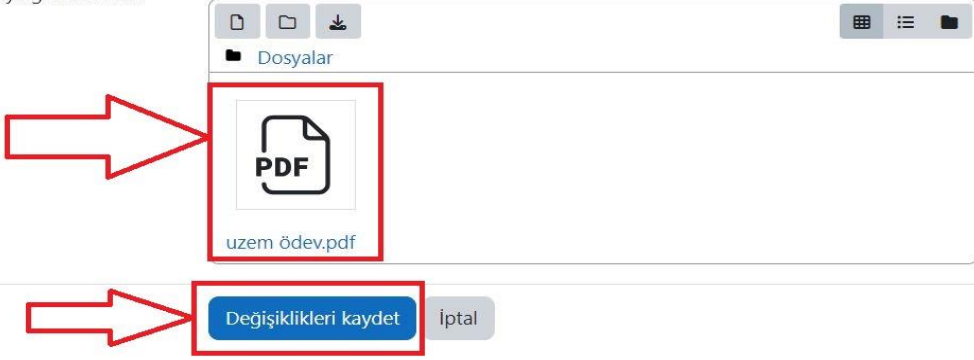 Dosyalar
PDF
uzem ödev.pdf
Değişiklikleri kaydet
İptal